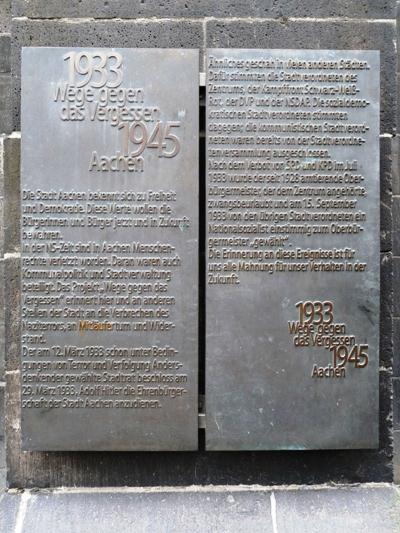 1933
Wege gegen
das Vergessen
1945
Aachen
Die Stadt Aachen bekennt sich zu Freiheit
und Demokratie. Diese Werte wollen die
Bürgerinnen und Bürger jetzt und in Zukunft
bewahren.
In der NS-Zeit sind in Aachen Menschen-
rechte verletzt worden. Daran waren auch
Kommunalpolitik und Stadtverwaltung
beteiligt. Das Projekt „Wege gegen das
Vergessen" erinnert hier und an anderen
Stellen der Stadt an die Verbrechen des
Naziterrors, an Mitläufertum und Wider-
stand.
Der am 12. März 1933 schon unter Bedin-
gungen von Terror und Verfolgung Anders-
denkender gewählte Stadtrat beschloss am
29. März 1933, Adolf Hitler die Ehrenbürger-
schaft der Stadt Aachen anzudienen.
Ähnliches geschah in vielen anderen Städten.
Dafür stimmten die Stadtverordneten des
Zentrums, der Kampffront Schwarz-Weiß-
Rot, der DVP und der NSDAP. Die sozialdemo-
kratischen Stadtverordneten stimmten
dagegen; die kommunistischen Stadtverord-
neten waren bereits von der Stadtverord-
netenversammlung ausgeschlossen.
Nach dem Verbot von SPD und KPD im Juli
1933 wurde der seit 1928 amtierende Ober-
bürgermeister, der dem Zentrum angehörte,
zwangsbeurlaubt und am 15. September
1933 von den übrigen Stadtverordneten ein
Nationalsozialist einstimmig zum Oberbür-
germeister „gewählt".
Die Erinnerung an diese Ereignisse ist für
uns alle Mahnung für unser Verhalten in der
Zukunft.
1933
Wege gegen
das Vergessen
1945
Aachen